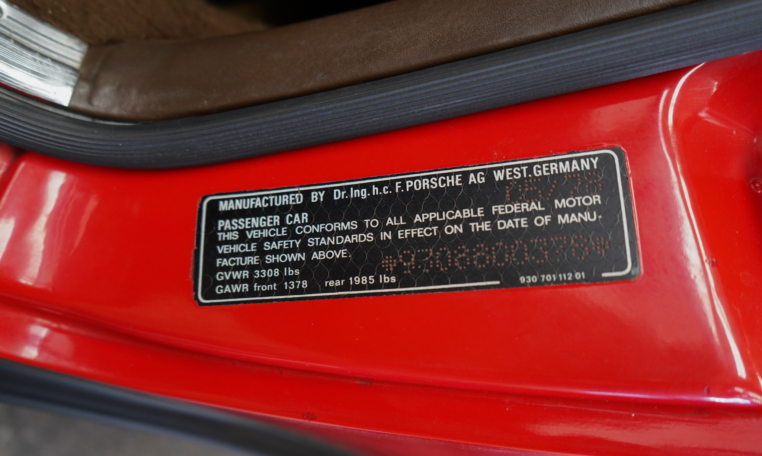 MANUFACTURED BY Dr.Ing.h.c. F.PORSCHE AG WEST.GERMANY
PASSENGER CAR
THIS VEHICLE CONFORMS TO ALL APPLICABLE FEDERAL MOTOR
VEHICLE SAFETY STANDARDS IN EFFECT ON THE DATE OF MANU-
FACTURE SHOWN ABOVE.
GVWR 3308 lbs
GAWR front 1378 rear 1985 lbs
930 701 112 01